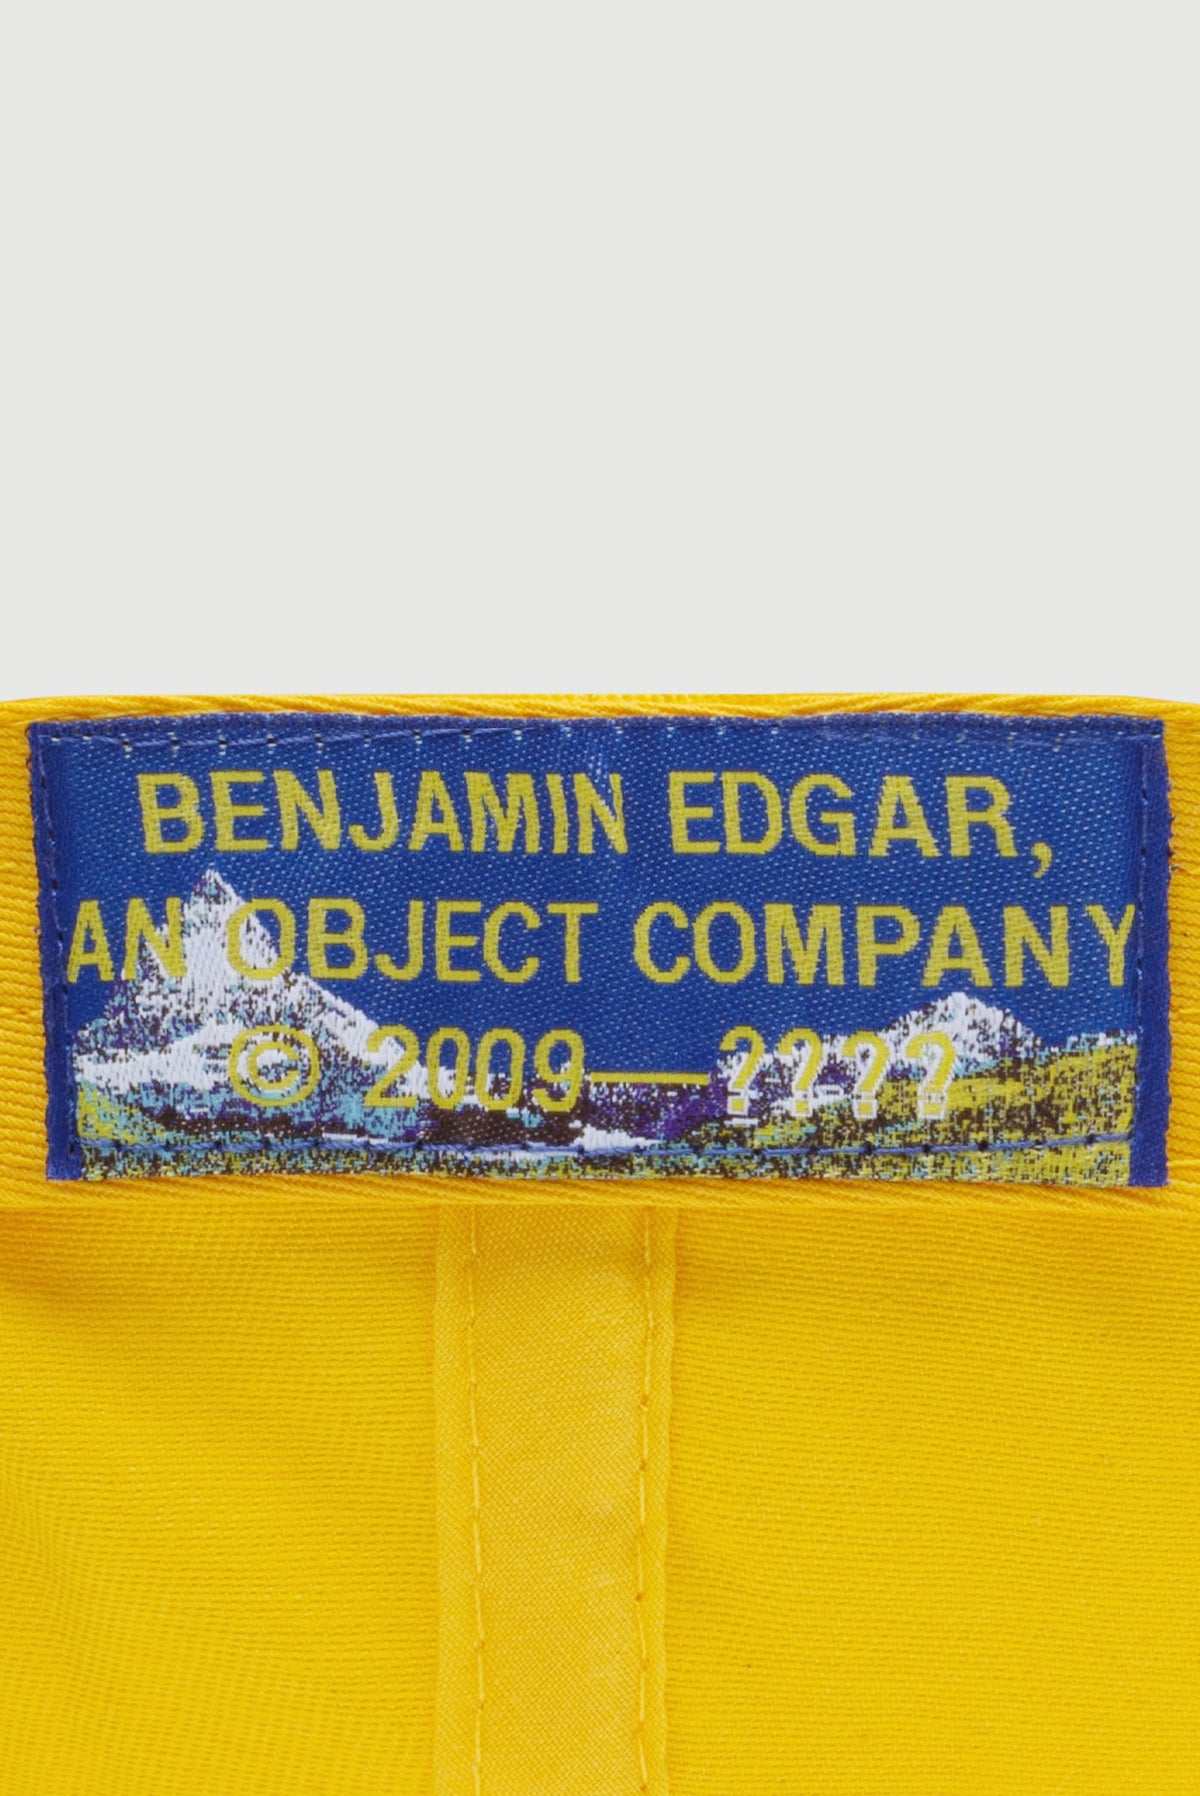 BENJAMIN EDGAR,
AN OBJECT COMPANY
© 2009—????